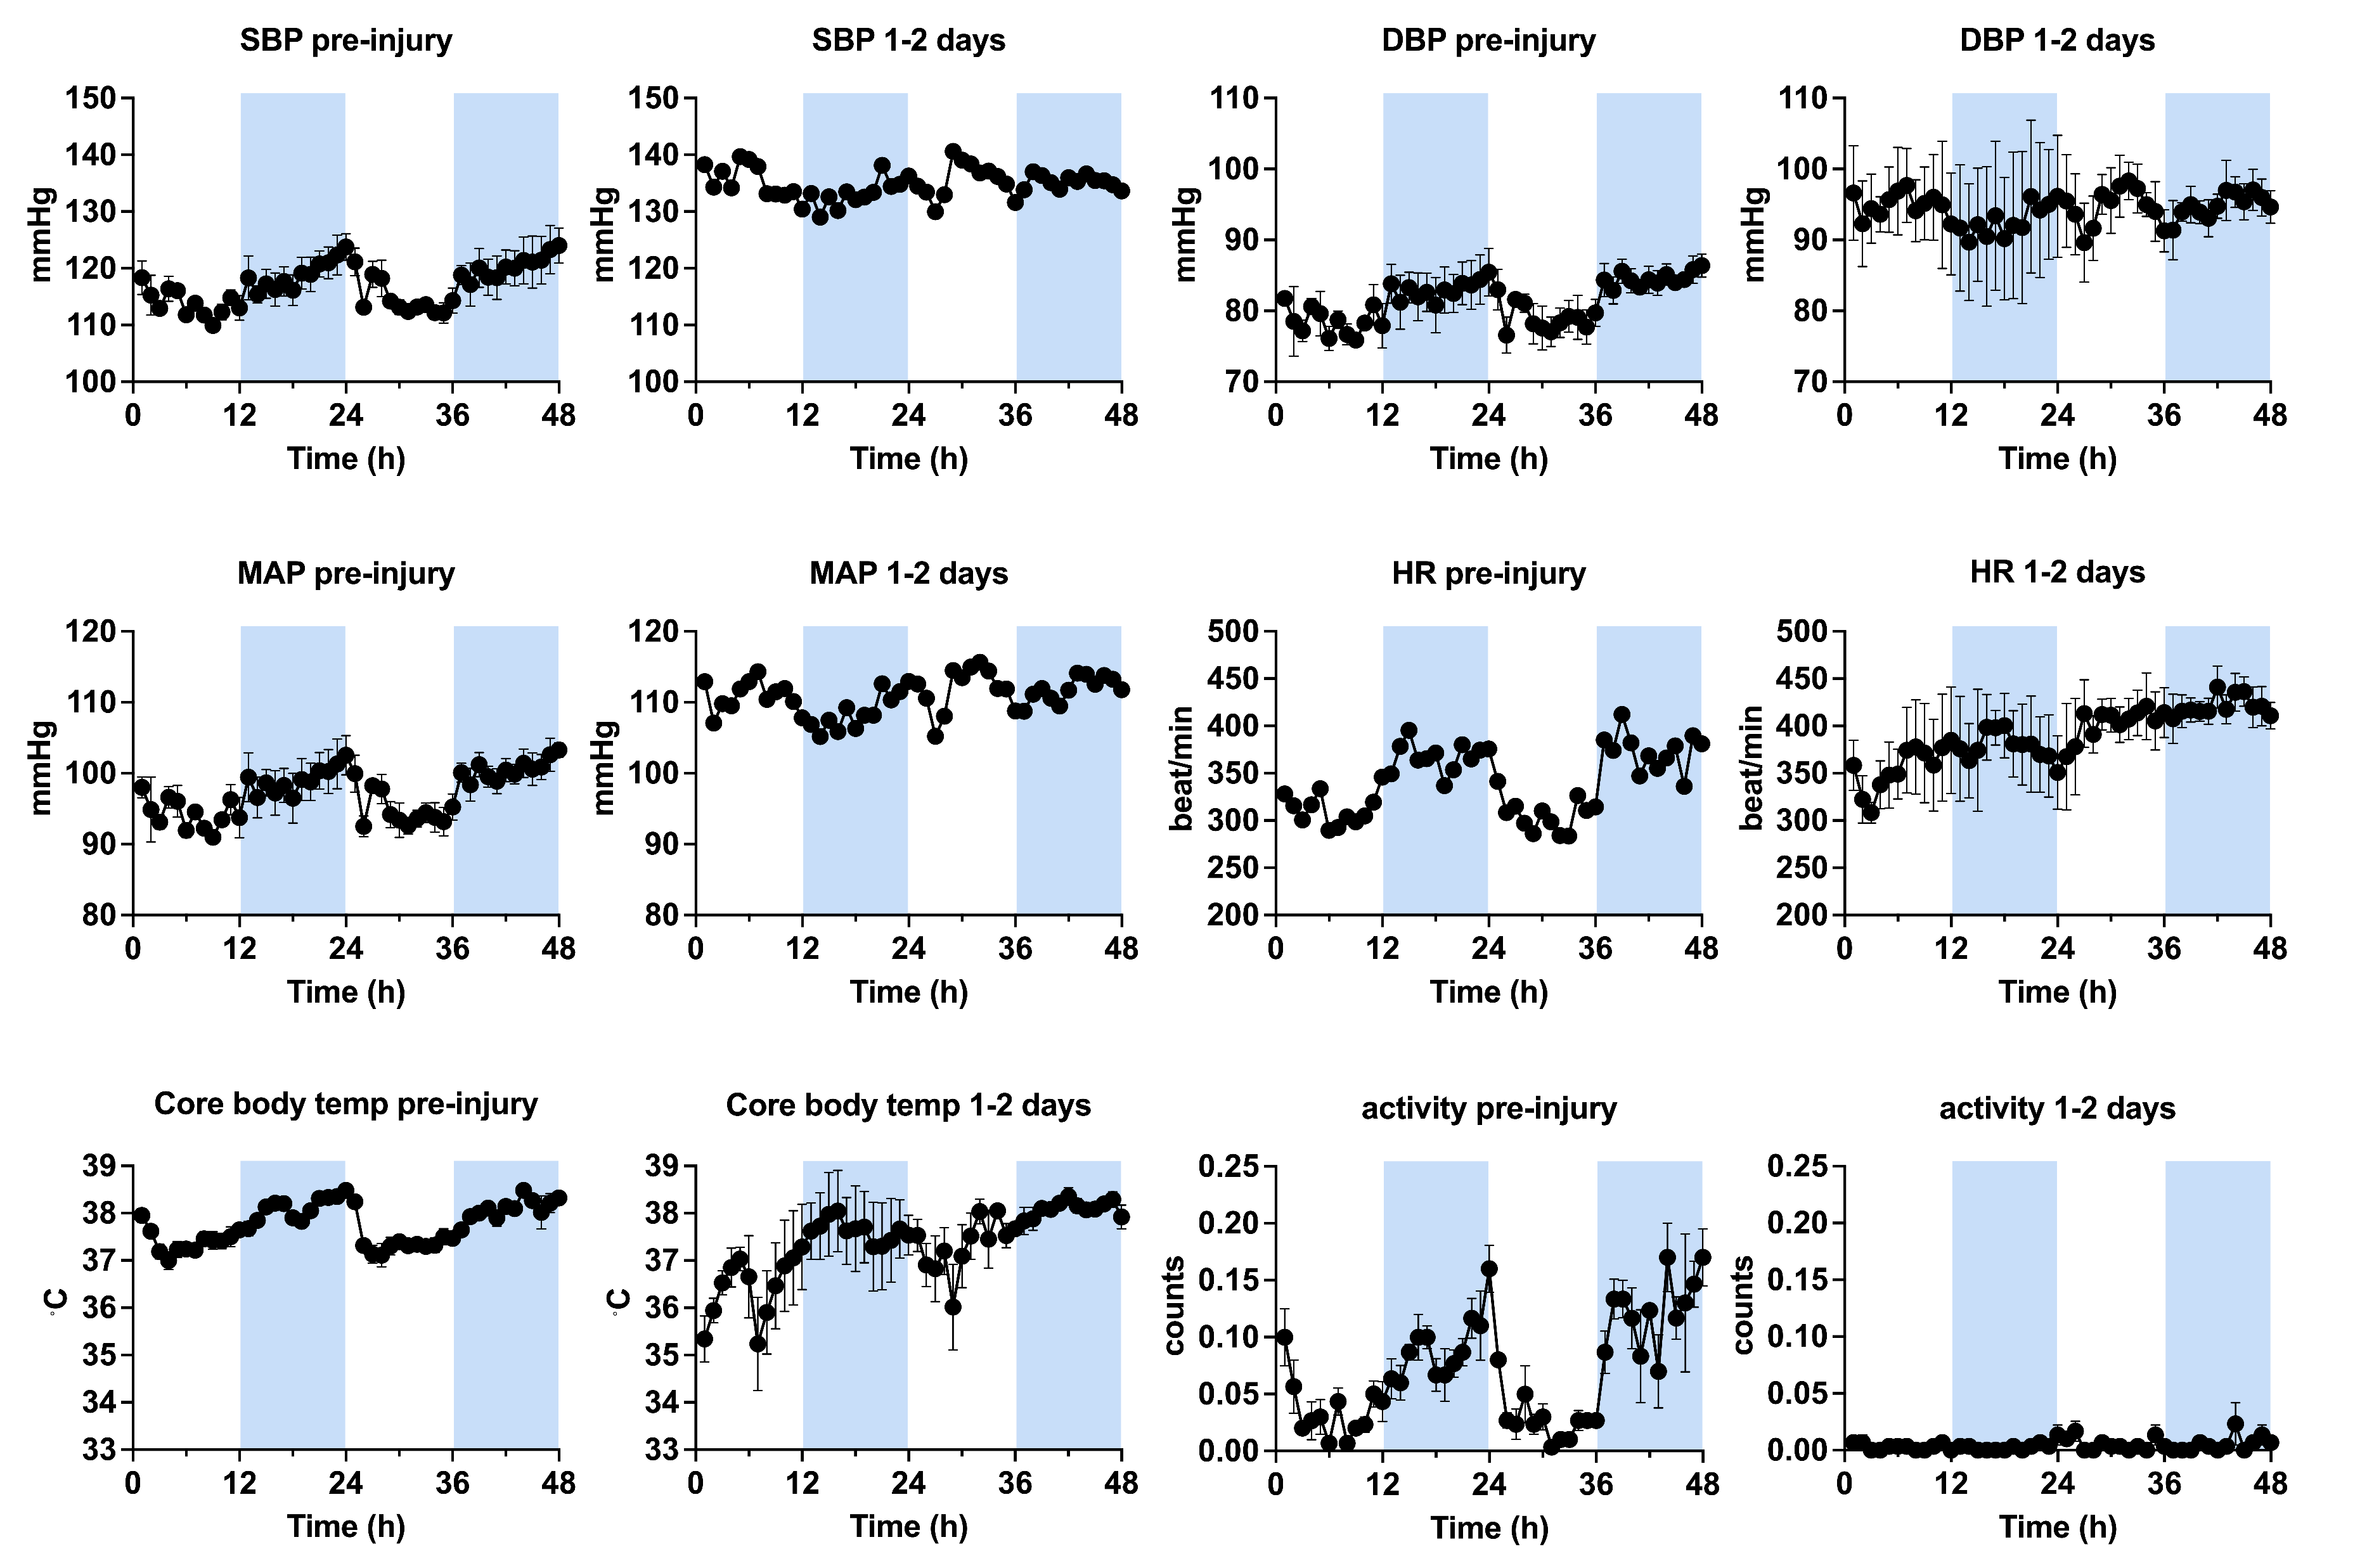 SBP pre-injury
150
140
130
120
110
100
mmHg
0 12 24 36 48
Time (h)
SBP 1-2 days
150
140
130
120
110
100
mmHg
0 12 24 36 48
Time (h)
DBP pre-injury
110
100
90
80
70
mmHg
0 12 24 36 48
Time (h)
DBP 1-2 days
110
100
90
80
70
mmHg
0 12 24 36 48
Time (h)
MAP pre-injury
120
110
100
90
80
mmHg
0 12 24 36 48
Time (h)
MAP 1-2 days
120
110
100
90
80
mmHg
0 12 24 36 48
Time (h)
HR pre-injury
500
450
400
350
300
250
200
beat/min
0 12 24 36 48
Time (h)
HR 1-2 days
500
450
400
350
300
250
200
beat/min
0 12 24 36 48
Time (h)
Core body temp pre-injury
39
38
37
36
35
34
33
°C
0 12 24 36 48
Time (h)
Core body temp 1-2 days
39
38
37
36
35
34
33
°C
0 12 24 36 48
Time (h)
activity pre-injury
0.25
0.20
0.15
0.10
0.05
0.00
counts
0 12 24 36 48
Time (h)
activity 1-2 days
0.25
0.20
0.15
0.10
0.05
0.00
counts
0 12 24 36 48
Time (h)